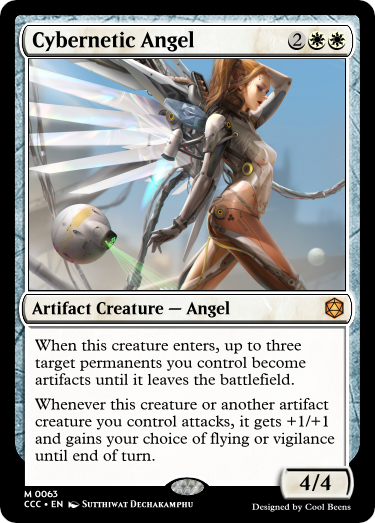 Cybernetic Angel 2
Artifact Creature — Angel
When this creature enters, up to three
target permanents you control become
artifacts until it leaves the battlefield.
Whenever this creature or another artifact
creature you control attacks, it gets +1/+1
and gains your choice of flying or vigilance
until end of turn.
4/4
M 0063
CCC • EN Sutthiwat Dechakamphu
Designed by Cool Beens